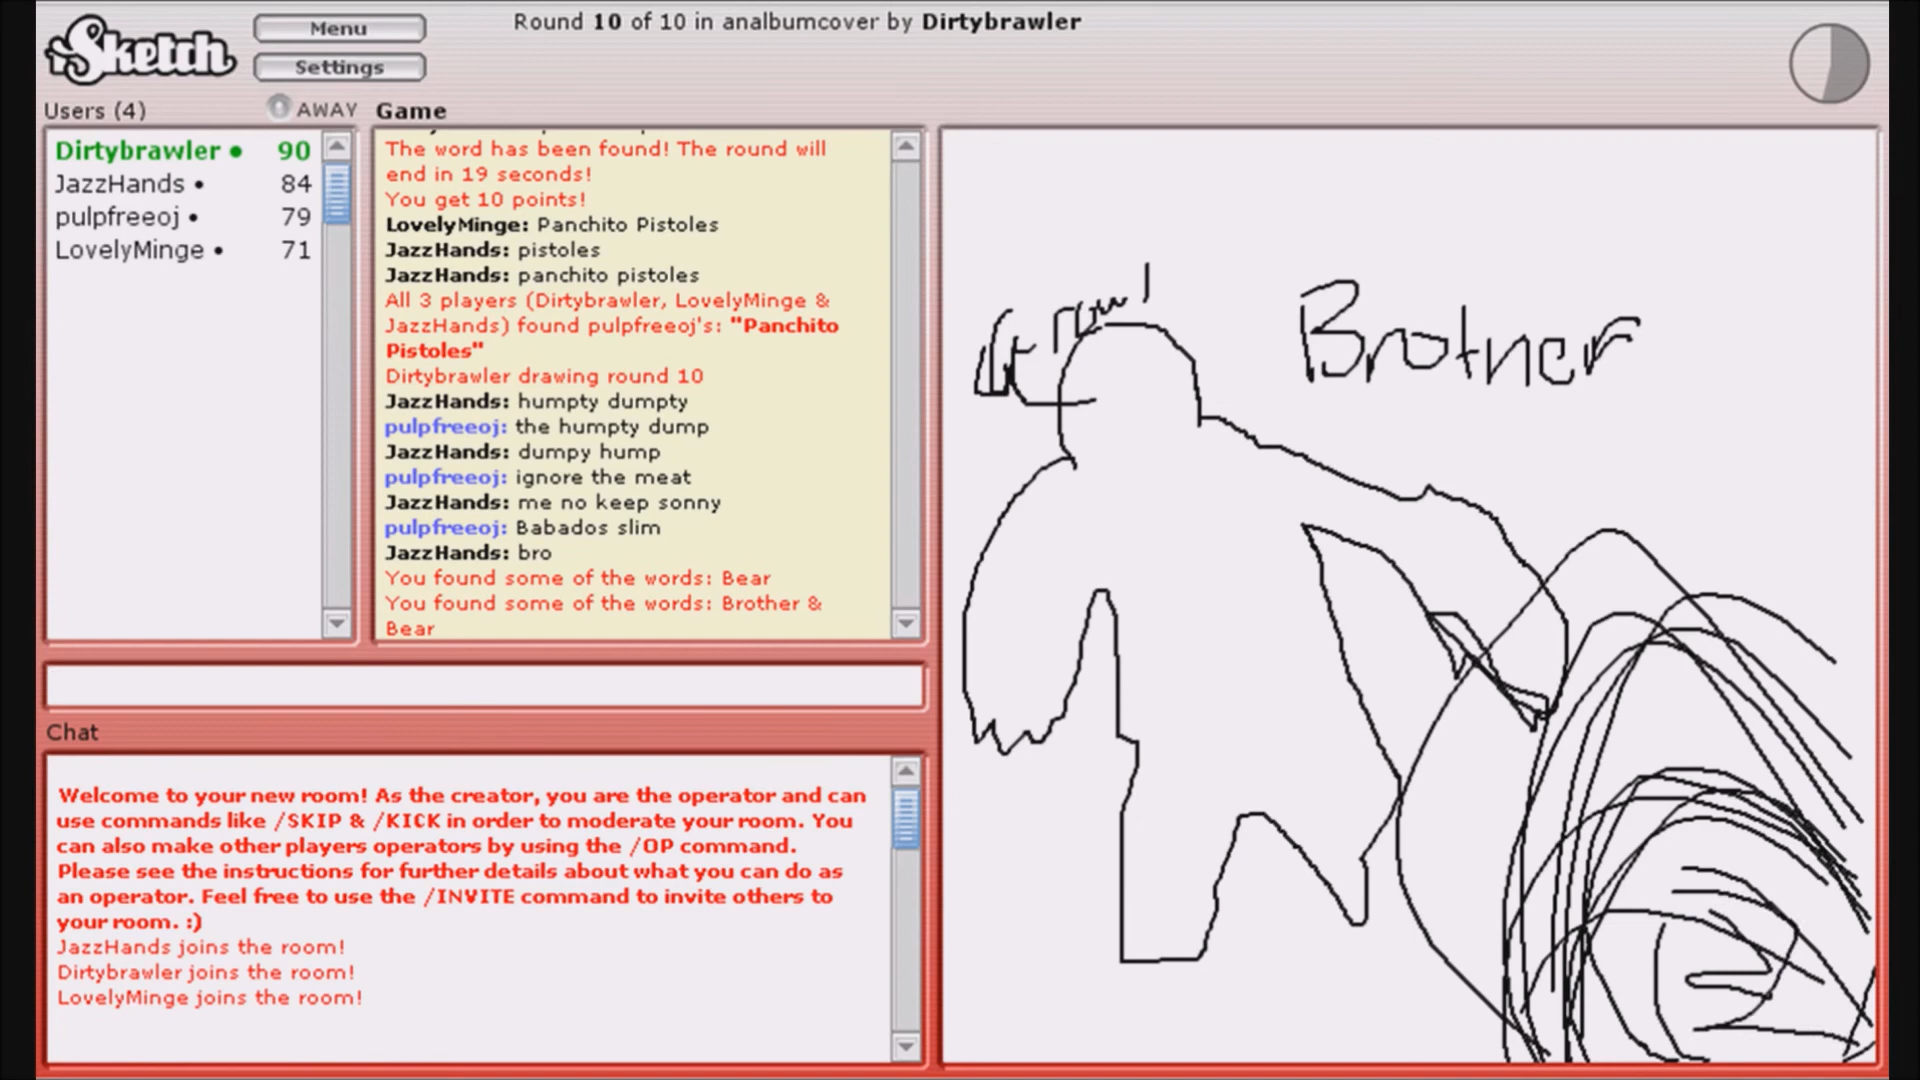 iSketch
Menu
Settings
Round 10 of 10 in analbumcover by Dirtybrawler
Users (4)
AWAY
Game
Dirtybrawler • 90
JazzHands • 84
pulpfreeoj • 79
LovelyMinge • 71
The word has been found! The round will
end in 19 seconds!
You get 10 points!
LovelyMinge: Panchito Pistoles
JazzHands: pistoles
JazzHands: panchito pistoles
All 3 players (Dirtybrawler, LovelyMinge &
JazzHands) found pulpfreeoj's: "Panchito
Pistoles"
Dirtybrawler drawing round 10
JazzHands: humpty dumpty
pulpfreeoj: the humpty dump
JazzHands: dumpy hump
pulpfreeoj: ignore the meat
JazzHands: me no keep sonny
pulpfreeoj: Babados slim
JazzHands: bro
You found some of the words: Bear
You found some of the words: Brother &
Bear
Brother
Chat
Welcome to your new room! As the creator, you are the operator and can
use commands like /SKIP & /KICK in order to moderate your room. You
can also make other players operators by using the /OP command.
Please see the instructions for further details about what you can do as
an operator. Feel free to use the /INVITE command to invite others to
your room. :)
JazzHands joins the room!
Dirtybrawler joins the room!
LovelyMinge joins the room!